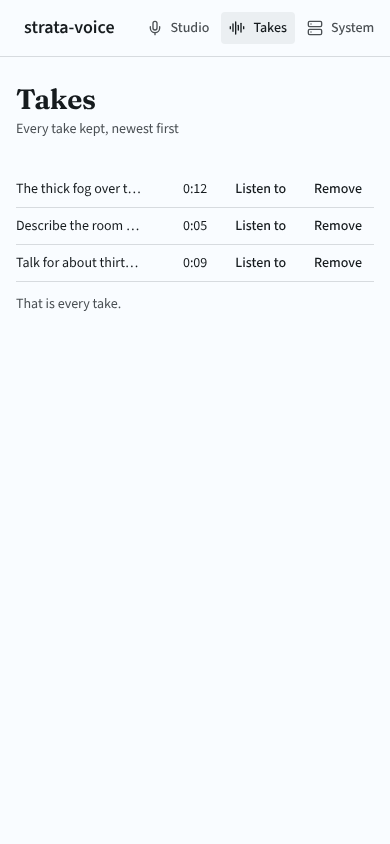 strata-voice Studio Takes System
Takes
Every take kept, newest first
The thick fog over t… 0:12 Listen to Remove
Describe the room … 0:05 Listen to Remove
Talk for about thirt… 0:09 Listen to Remove
That is every take.